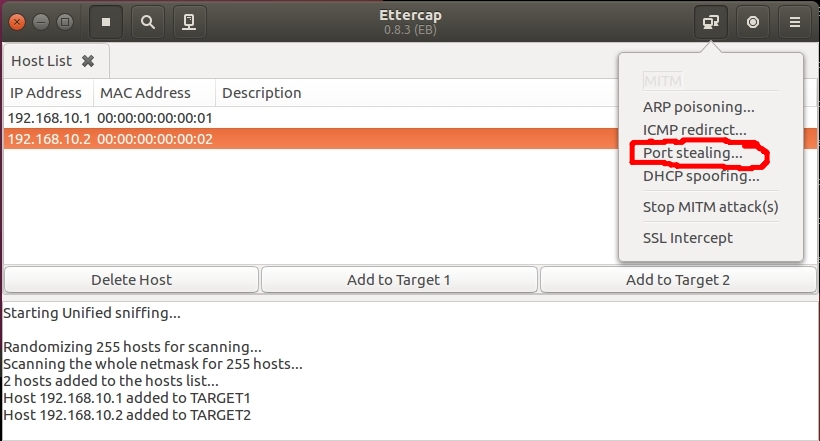 Ettercap
0.8.3 (EB)
Host List
IP Address MAC Address Description
192.168.10.1 00:00:00:00:00:01
192.168.10.2 00:00:00:00:00:02
MITM
ARP poisoning...
ICMP redirect...
Port stealing...
DHCP spoofing...
Stop MITM attack(s)
SSL Intercept
Delete Host
Add to Target 1
Add to Target 2
Starting Unified sniffing...
Randomizing 255 hosts for scanning...
Scanning the whole netmask for 255 hosts...
2 hosts added to the hosts list...
Host 192.168.10.1 added to TARGET1
Host 192.168.10.2 added to TARGET2